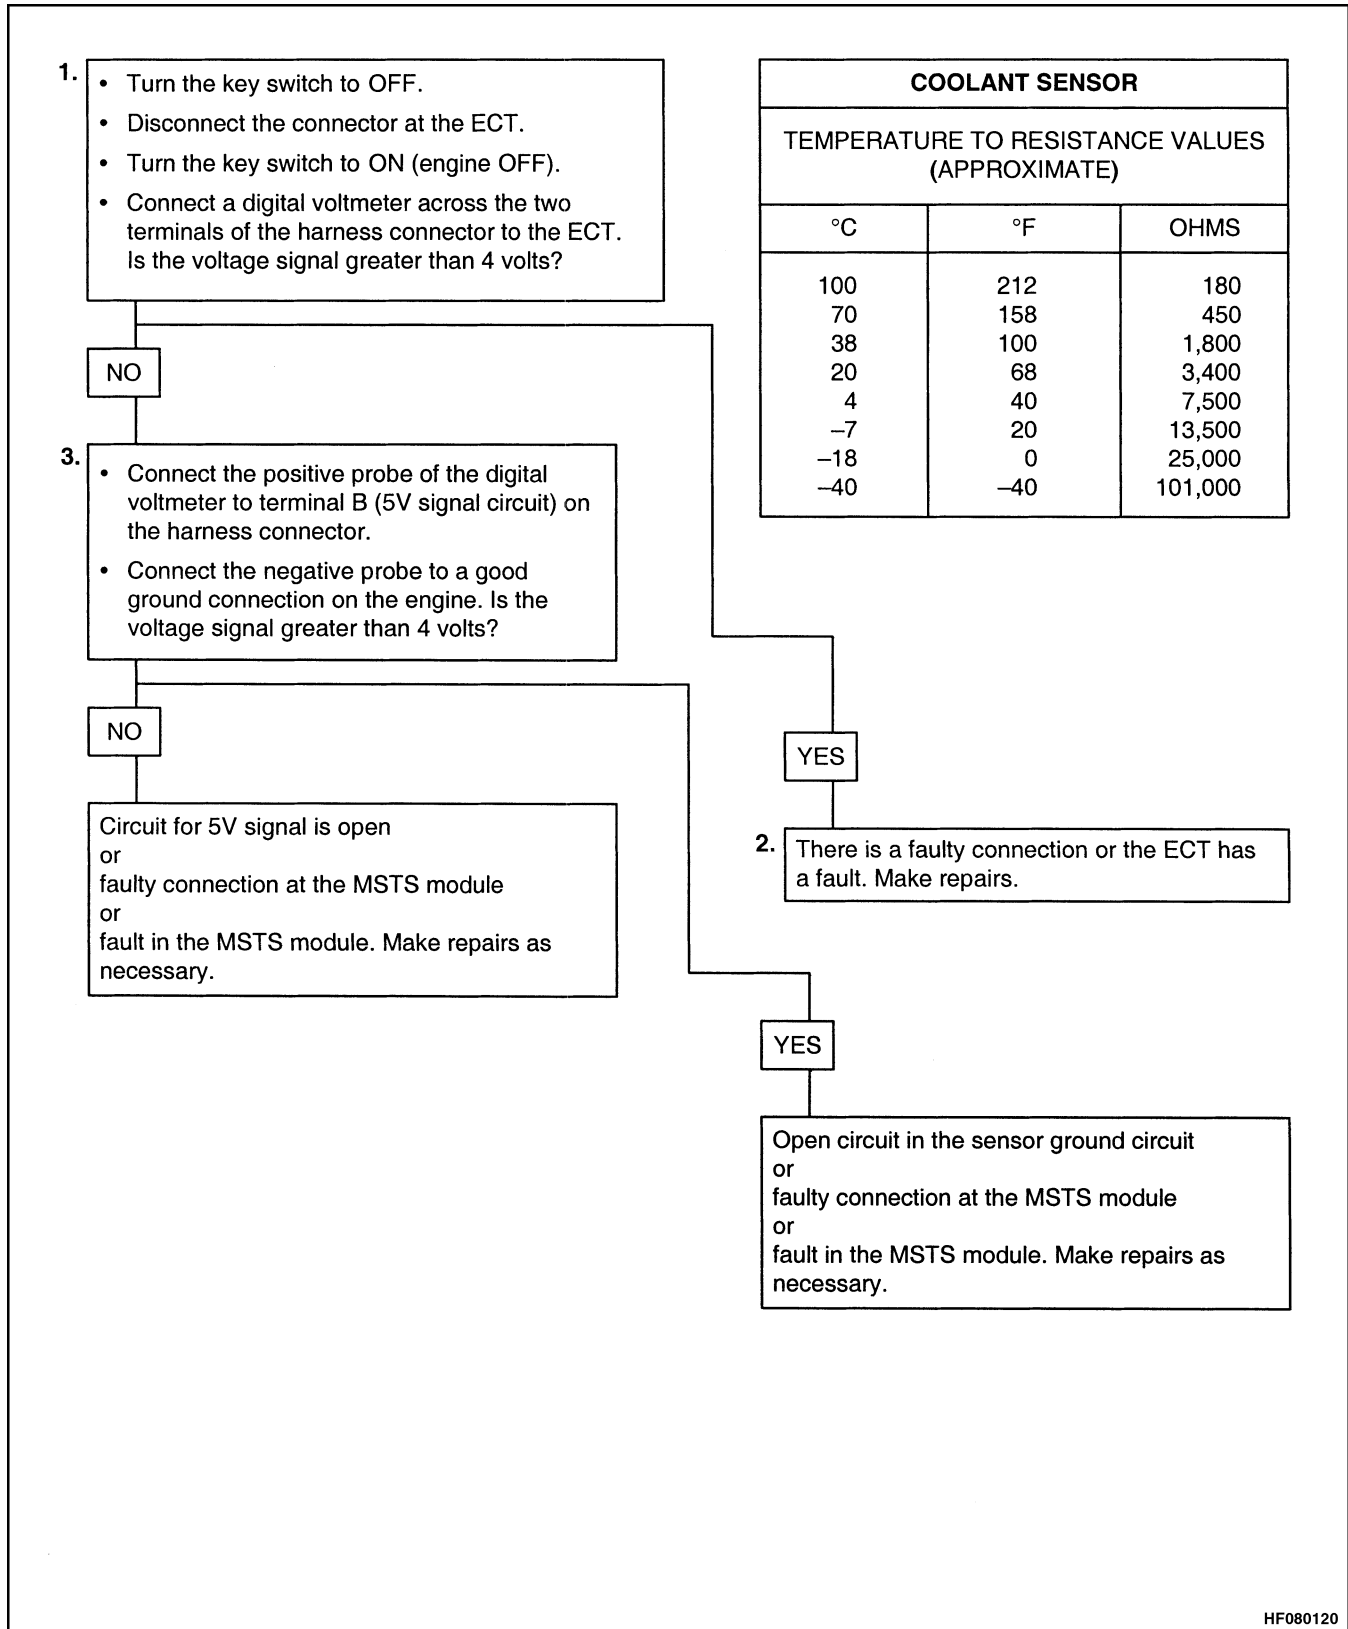 1.
• Turn the key switch to OFF.
• Disconnect the connector at the ECT.
• Turn the key switch to ON (engine OFF).
• Connect a digital voltmeter across the two
terminals of the harness connector to the ECT.
Is the voltage signal greater than 4 volts?
COOLANT SENSOR
TEMPERATURE TO RESISTANCE VALUES
(APPROXIMATE)
°C °F OHMS
100 212 180
70 158 450
38 100 1,800
20 68 3,400
4 40 7,500
–7 20 13,500
–18 0 25,000
–40 –40 101,000
NO
3.
• Connect the positive probe of the digital
voltmeter to terminal B (5V signal circuit) on
the harness connector.
• Connect the negative probe to a good
ground connection on the engine. Is the
voltage signal greater than 4 volts?
NO
YES
Circuit for 5V signal is open
or
faulty connection at the MSTS module
or
fault in the MSTS module. Make repairs as
necessary.
2.
There is a faulty connection or the ECT has
a fault. Make repairs.
YES
Open circuit in the sensor ground circuit
or
faulty connection at the MSTS module
or
fault in the MSTS module. Make repairs as
necessary.
HF080120